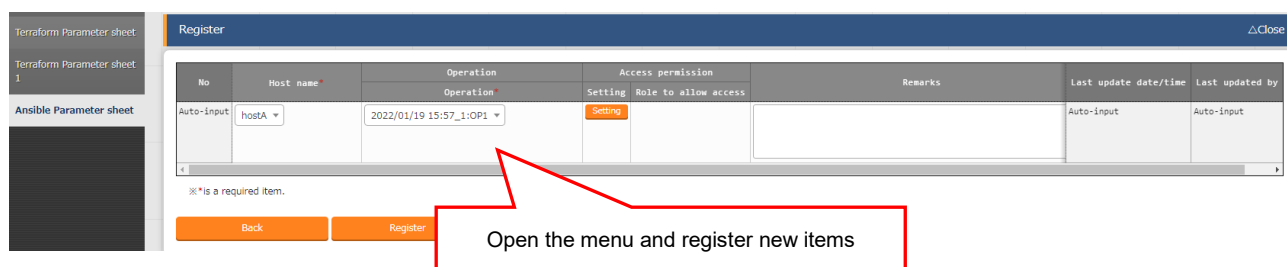 Terraform Parameter sheet
Terraform Parameter sheet
1
Ansible Parameter sheet
Register
△Close
No
Host name*
Operation
Operation*
Access permission
Setting
Role to allow access
Remarks
Last update date/time
Last updated by
Auto-input
hostA
2022/01/19 15:57_1:OP1
Setting
Auto-input
Auto-input
※*is a required item.
Back
Register
Open the menu and register new items